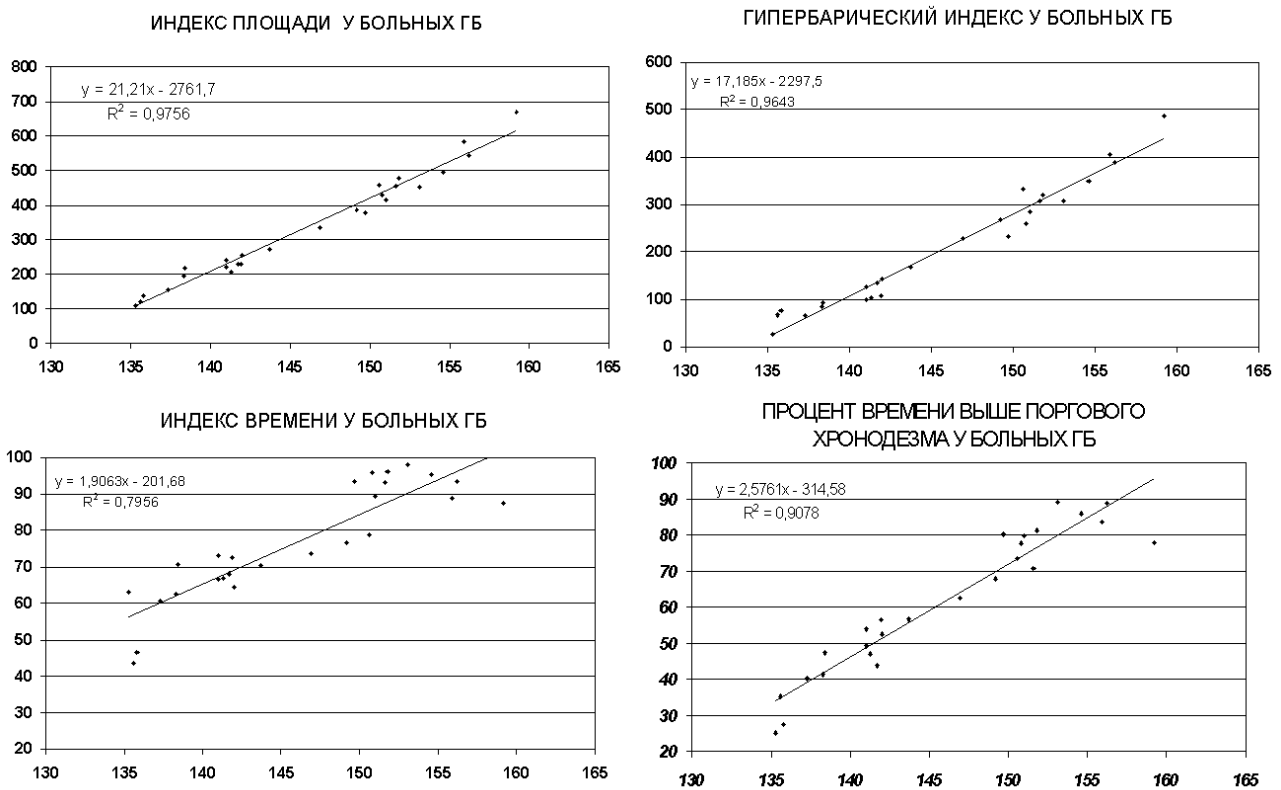 ИНДЕКС ПЛОЩАДИ У БОЛЬНЫХ ГБ
y = 21,21x - 2761,7
R² = 0,9756
800
700
600
500
400
300
200
100
0
130 135 140 145 150 155 160 165
ГИПЕРБАРИЧЕСКИЙ ИНДЕКС У БОЛЬНЫХ ГБ
y = 17,185x - 2297,5
R² = 0,9643
600
500
400
300
200
100
0
130 135 140 145 150 155 160 165
ИНДЕКС ВРЕМЕНИ У БОЛЬНЫХ ГБ
y = 1,9063x - 201,68
R² = 0,7956
100
90
80
70
60
50
40
30
20
130 135 140 145 150 155 160 165
ПРОЦЕНТ ВРЕМЕНИ ВЫШЕ ПОРГОВОГО
ХРОНОДЕЗМА У БОЛЬНЫХ ГБ
y = 2,5761x - 314,58
R² = 0,9078
100
90
80
70
60
50
40
30
20
130 135 140 145 150 155 160 165